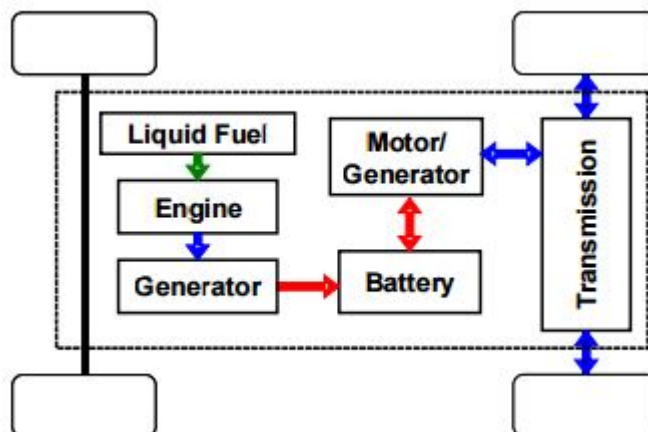 Liquid Fuel
Engine
Generator
Motor/
Generator
Battery
Transmission